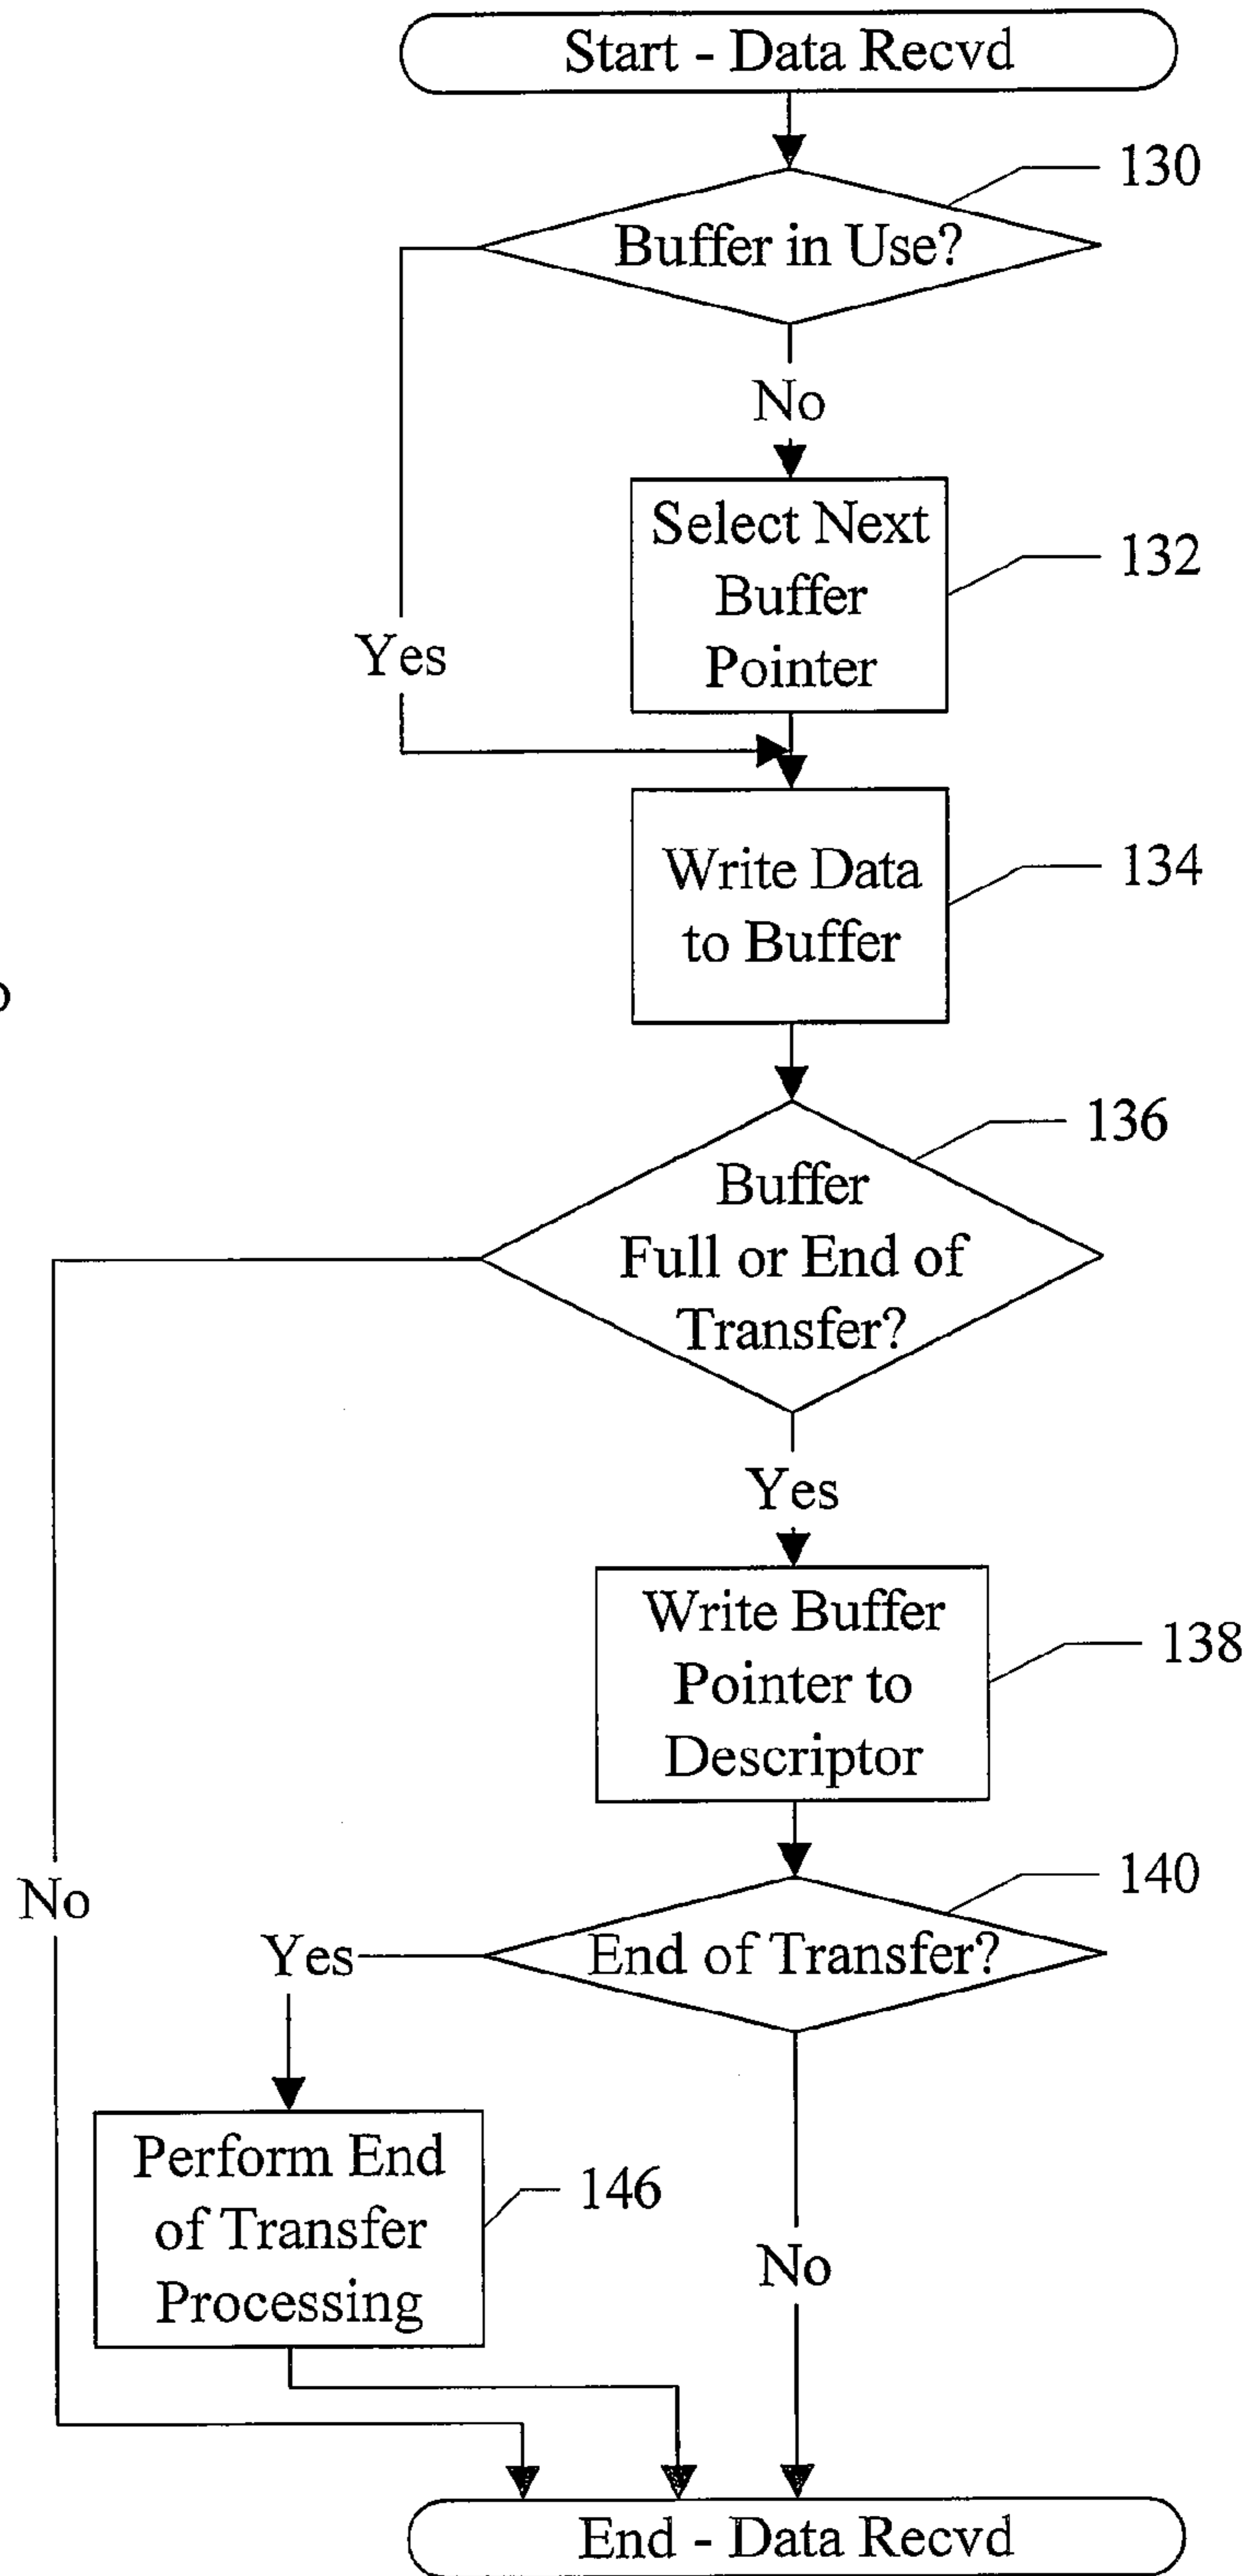 Start - Data Recvd
130
Buffer in Use?
No
Select Next
Buffer
Pointer
132
Yes
Write Data
to Buffer
134
136
Buffer
Full or End of
Transfer?
Yes
Write Buffer
Pointer to
Descriptor
138
No
140
Yes
End of Transfer?
Perform End
of Transfer
Processing
146
No
End - Data Recvd